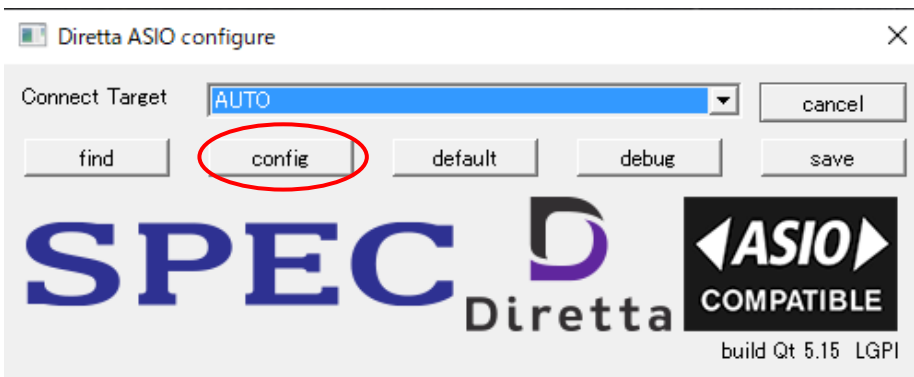 Diretta ASIO configure
Connect Target AUTO cancel
find config default debug save
SPEC Diretta ASIO COMPATIBLE
build Qt 5.15 LGPI